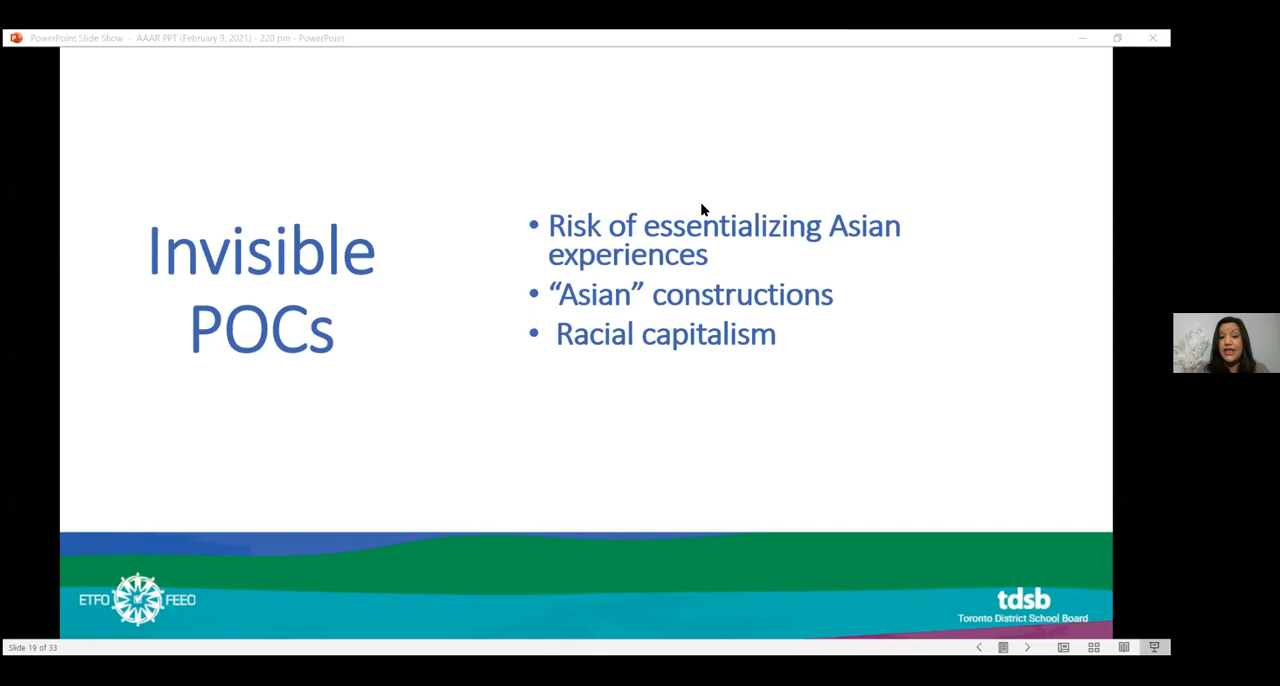 PowerPoint Slide Show - AAAR PPT (February 9, 2021) - 220 pm - PowerPoint
Invisible
POCs
• Risk of essentializing Asian
experiences
• “Asian” constructions
• Racial capitalism
ETFO FEEO
tdsb
Toronto District School Board
Slide 19 of 33